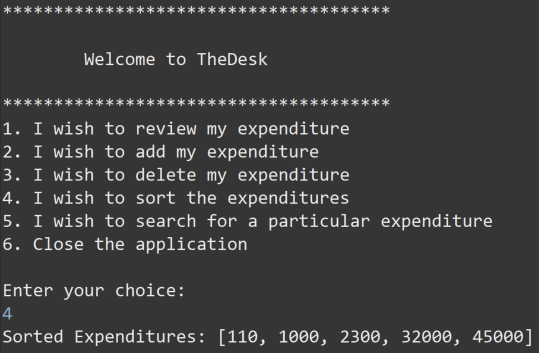 **************************************
Welcome to TheDesk
**************************************
1. I wish to review my expenditure
2. I wish to add my expenditure
3. I wish to delete my expenditure
4. I wish to sort the expenditures
5. I wish to search for a particular expenditure
6. Close the application
Enter your choice:
4
Sorted Expenditures: [110, 1000, 2300, 32000, 45000]